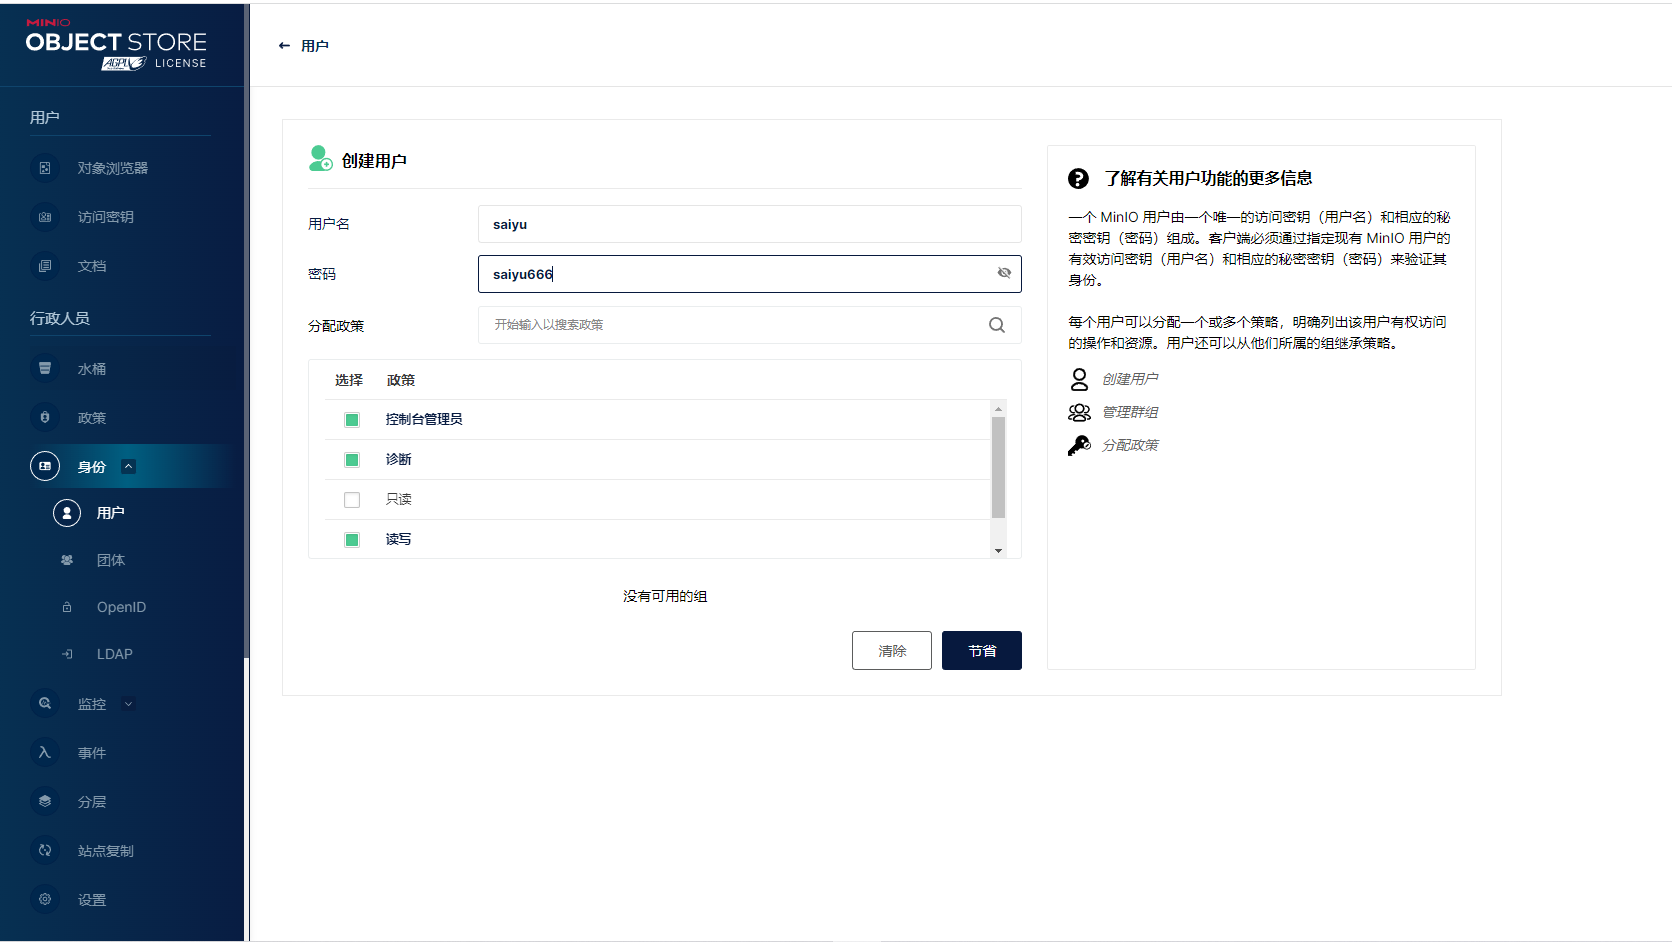 MINIO
OBJECT STORE
AGPL V3 LICENSE
用户
对象浏览器
访问密钥
文档
行政人员
水桶
政策
身份
用户
团体
OpenID
LDAP
监控
事件
分层
站点复制
设置
用户
创建用户
用户名
saiyu
密码
saiyu666
分配政策
开始输入以搜索政策
选择 政策
控制台管理员
诊断
只读
读写
没有可用的组
清除 节省
了解有关用户功能的更多信息
一个 MinIO 用户由一个唯一的访问密钥（用户名）和相应的秘
密密钥（密码）组成。客户端必须通过指定现有 MinIO 用户的
有效访问密钥（用户名）和相应的秘密密钥（密码）来验证其
身份。
每个用户可以分配一个或多个策略，明确列出该用户有权访问
的操作和资源。用户还可以从他们所属的组继承策略。
创建用户
管理群组
分配政策